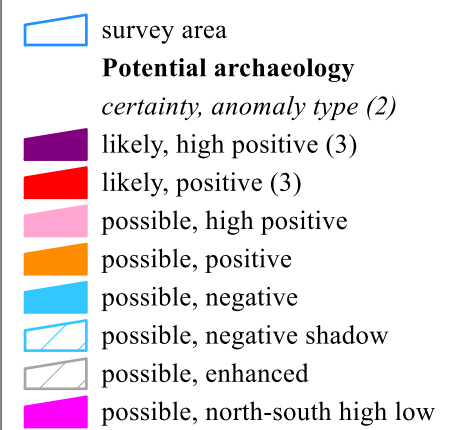 survey area
Potential archaeology
certainty, anomaly type (2)
likely, high positive (3)
likely, positive (3)
possible, high positive
possible, positive
possible, negative
possible, negative shadow
possible, enhanced
possible, north-south high low